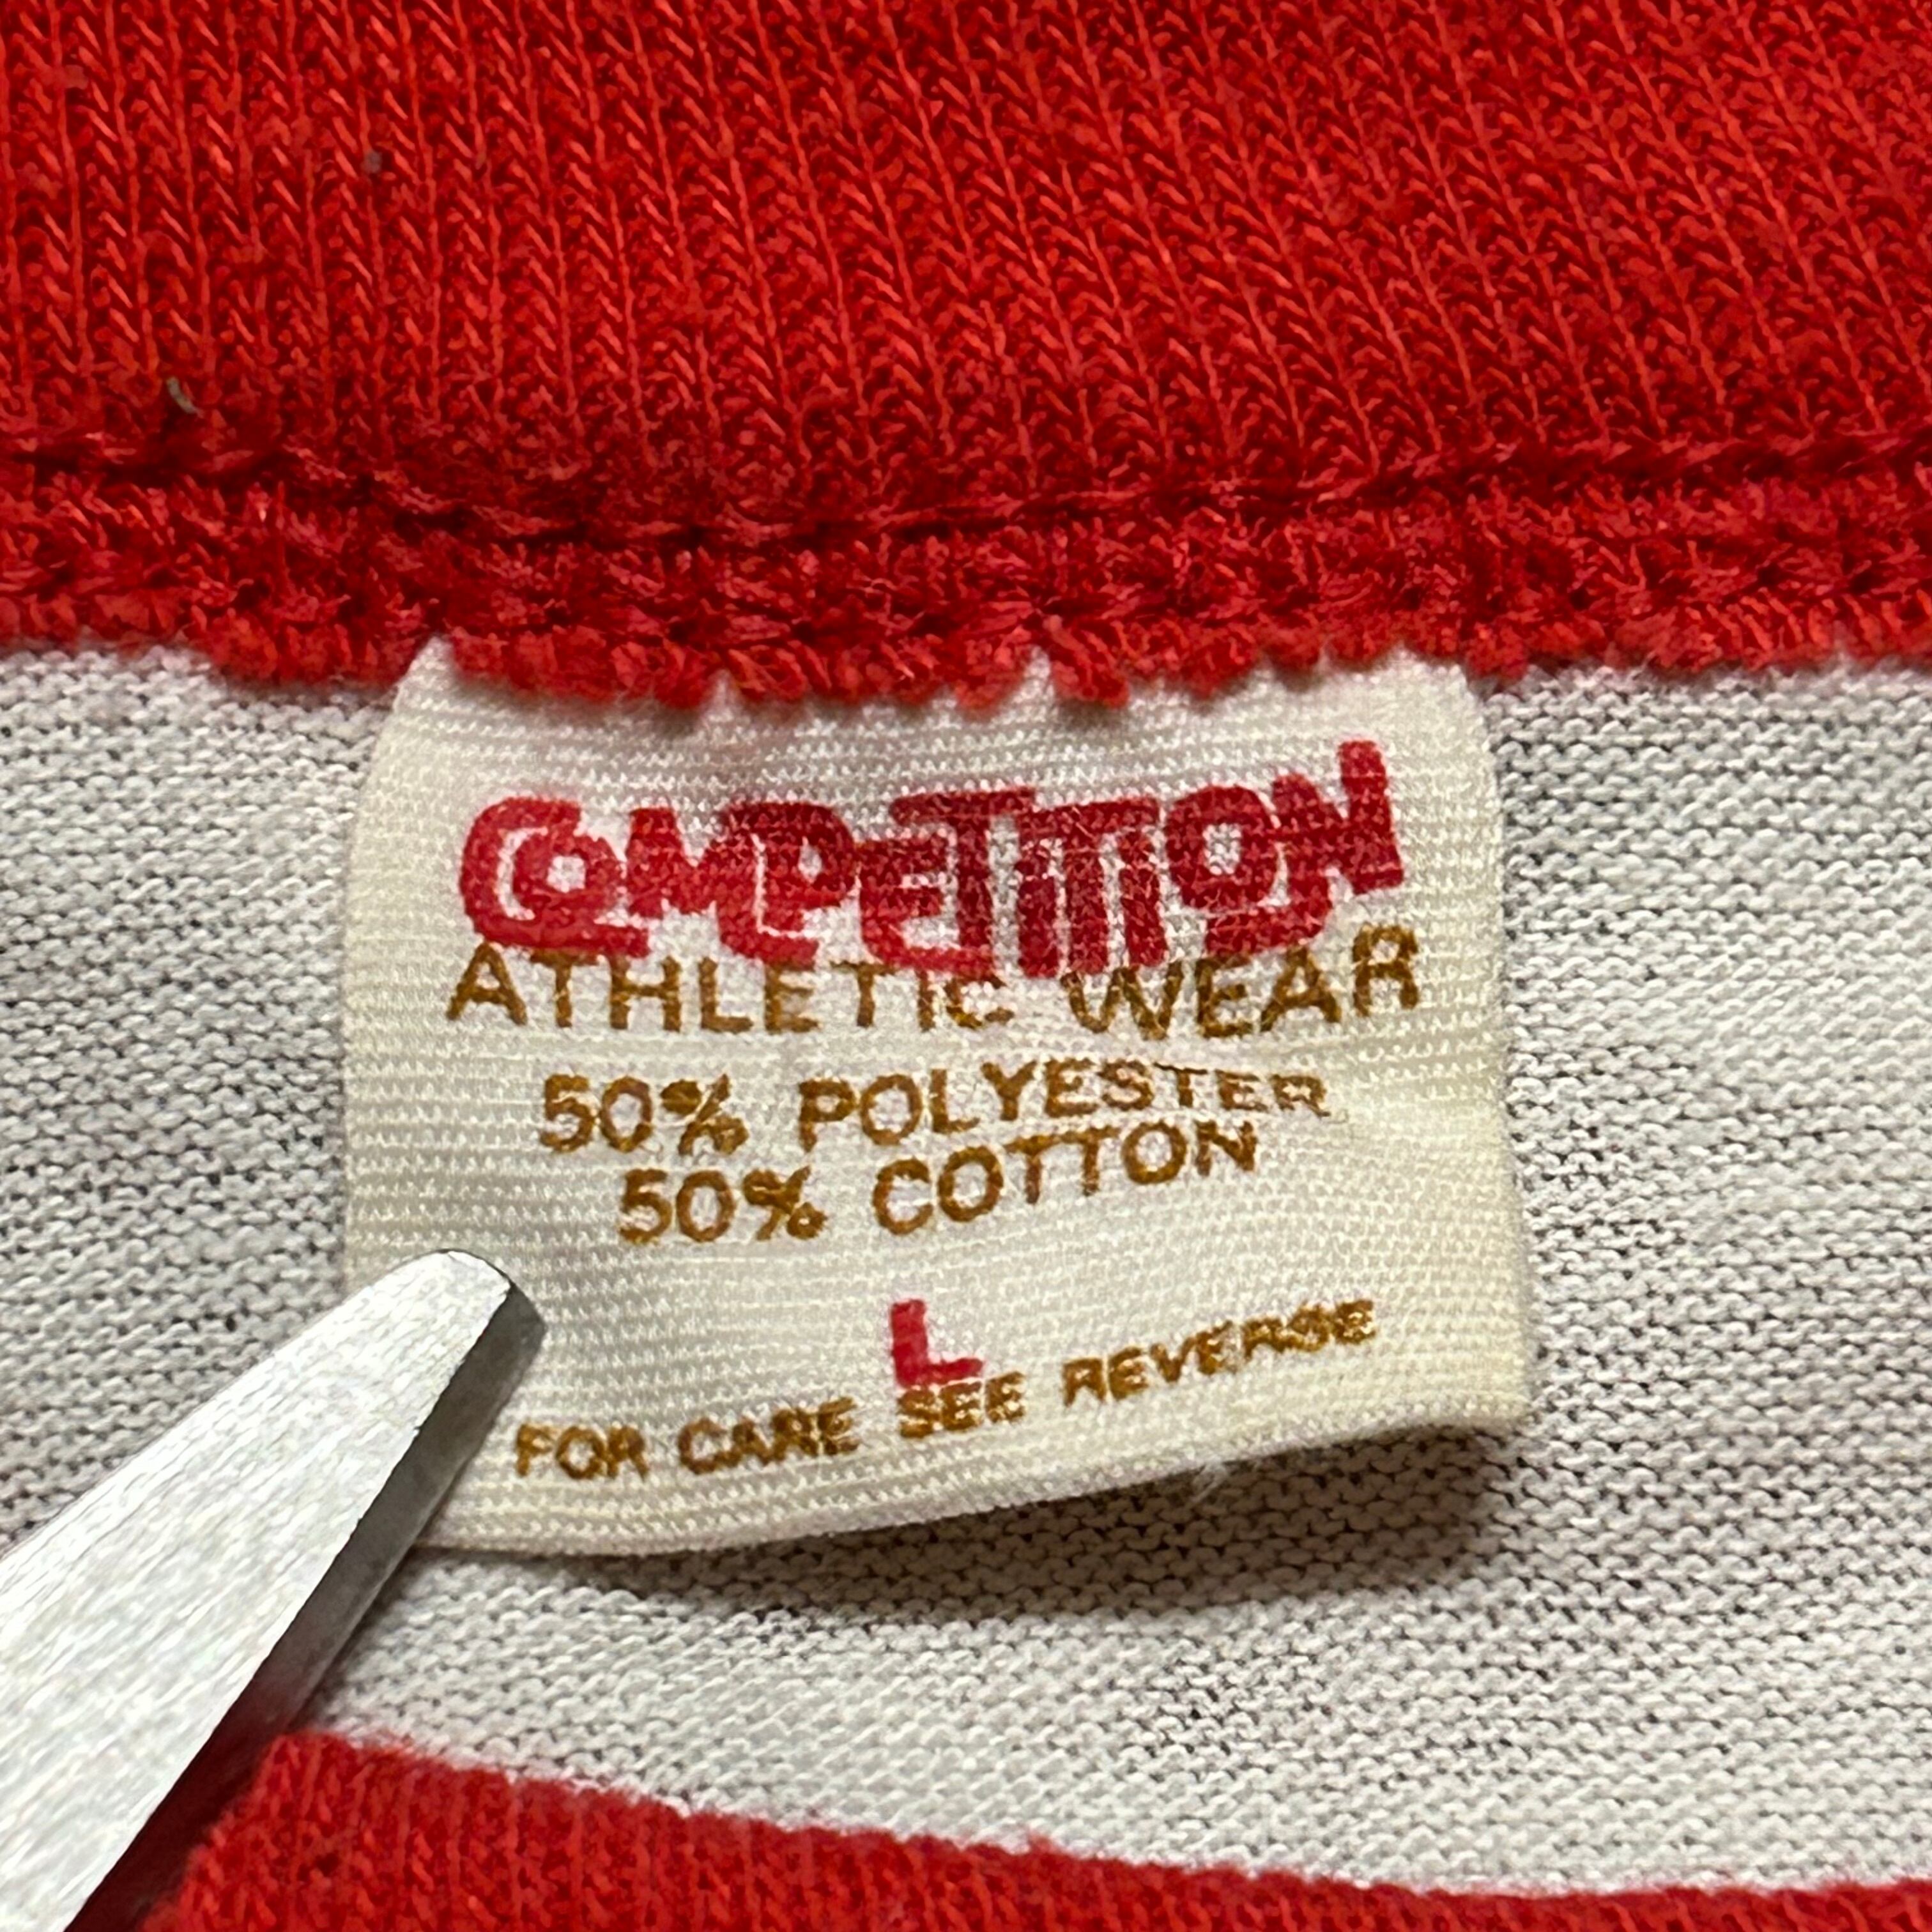 COMPETITION
ATHLETIC WEAR
50% POLYESTER
50% COTTON
L
FOR CARE SEE REVERSE